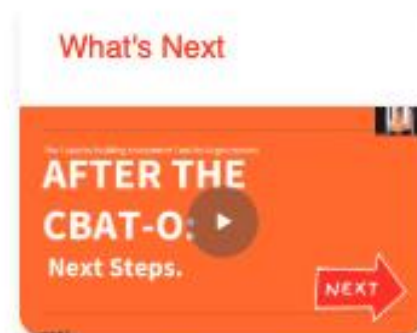 What's Next
AFTER THE
CBAT-O:
Next Steps.
NEXT